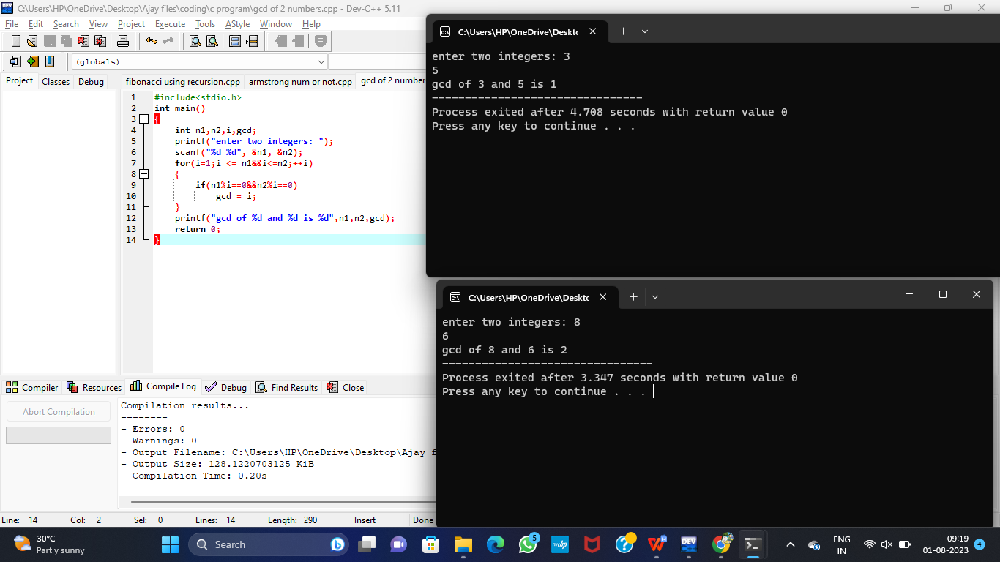 C:\Users\HP\OneDrive\Desktop\Ajay files\coding\c program\gcd of 2 numbers.cpp - Dev-C++ 5.11
File Edit Search View Project Execute Tools AStyle Window Help
(globals)
Project Classes Debug
fibonacci using recursion.cpp armstrong num or not.cpp gcd of 2 number
1 #include<stdio.h>
2 int main()
3 {
4 int n1,n2,i,gcd;
5 printf("enter two integers: ");
6 scanf("%d %d", &n1, &n2);
7 for(i=1;i <= n1&&i<=n2;++i)
8 {
9 if(n1%i==0&&n2%i==0)
10 gcd = i;
11 }
12 printf("gcd of %d and %d is %d",n1,n2,gcd);
13 return 0;
14 }
C:\Users\HP\OneDrive\Deskto
enter two integers: 3
5
gcd of 3 and 5 is 1
--------------------------------
Process exited after 4.708 seconds with return value 0
Press any key to continue . . .
C:\Users\HP\OneDrive\Deskto
enter two integers: 8
6
gcd of 8 and 6 is 2
--------------------------------
Process exited after 3.347 seconds with return value 0
Press any key to continue . . .
Compiler Resources Compile Log Debug Find Results Close
Abort Compilation
Compilation results...
--------
- Errors: 0
- Warnings: 0
- Output Filename: C:\Users\HP\OneDrive\Desktop\Ajay f
- Output Size: 128.1220703125 KiB
- Compilation Time: 0.20s
Line: 14 Col: 2 Sel: 0 Lines: 14 Length: 290 Insert Done
30°C
Partly sunny
Search
5
myhp
DEV
ENG
IN
09:19
01-08-2023
4